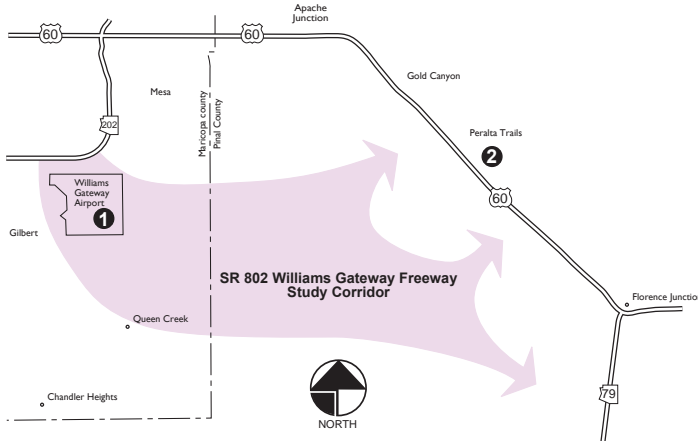 Apache
Junction
60
60
Gold Canyon
Mesa
202
Maricopa county
Pinal County
Peralta Trails
2
Williams
Gateway
Airport
1
60
Gilbert
SR 802 Williams Gateway Freeway
Study Corridor
Florence Junction
Queen Creek
79
Chandler Heights
NORTH